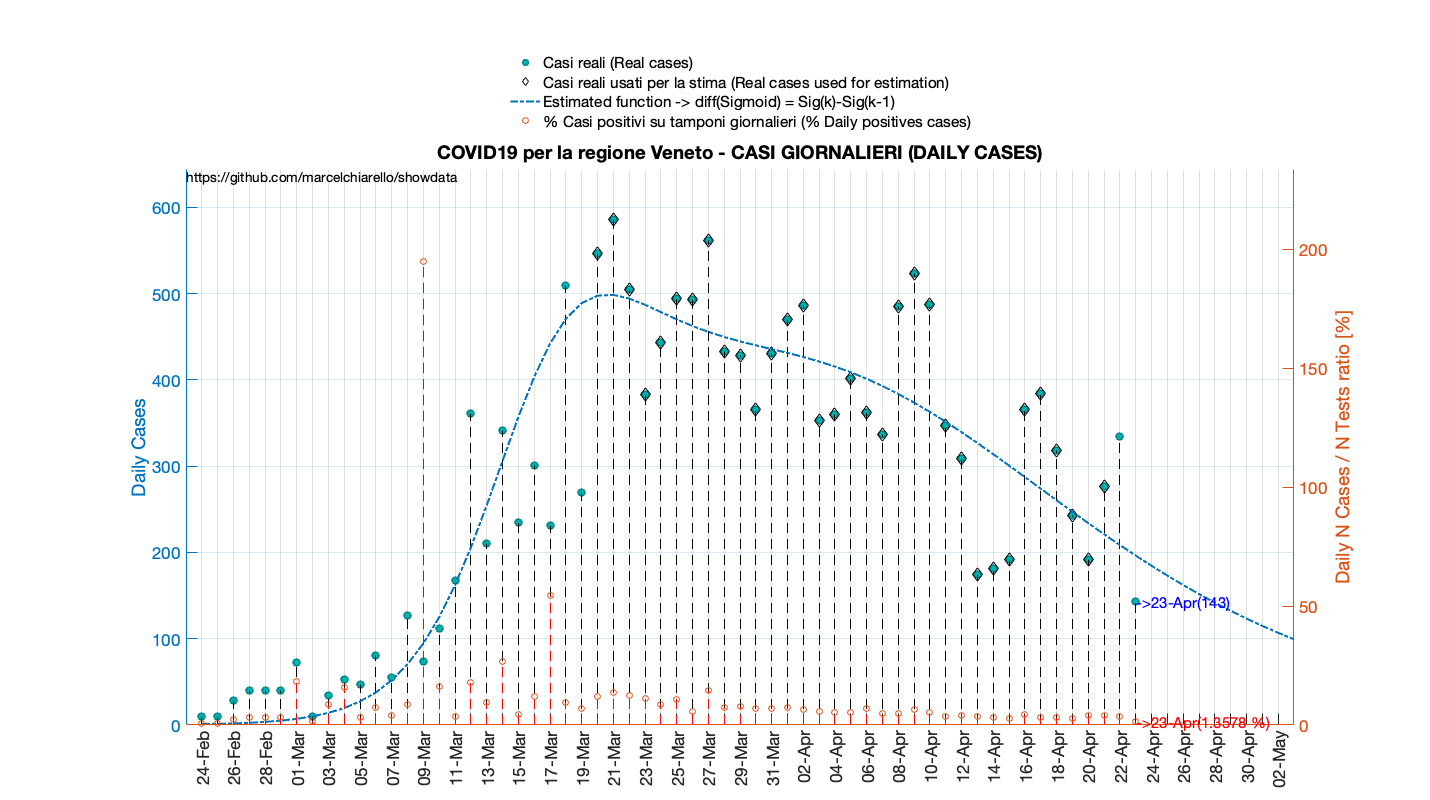 Casi reali (Real cases)
Casi reali usati per la stima (Real cases used for estimation)
Estimated function -> diff(Sigmoid) = Sig(k)-Sig(k-1)
% Casi positivi su tamponi giornalieri (% Daily positives cases)
COVID19 per la regione Veneto - CASI GIORNALIERI (DAILY CASES)
https://github.com/marcelchiarello/showdata
Daily Cases
600
500
400
300
200
100
0
200
150
100
50
0
Daily N Cases / N Tests ratio [%]
->23-Apr(143)
->23-Apr(1.3578 %)
24-Feb
26-Feb
28-Feb
01-Mar
03-Mar
05-Mar
07-Mar
09-Mar
11-Mar
13-Mar
15-Mar
17-Mar
19-Mar
21-Mar
23-Mar
25-Mar
27-Mar
29-Mar
31-Mar
02-Apr
04-Apr
06-Apr
08-Apr
10-Apr
12-Apr
14-Apr
16-Apr
18-Apr
20-Apr
22-Apr
24-Apr
26-Apr
28-Apr
30-Apr
02-May